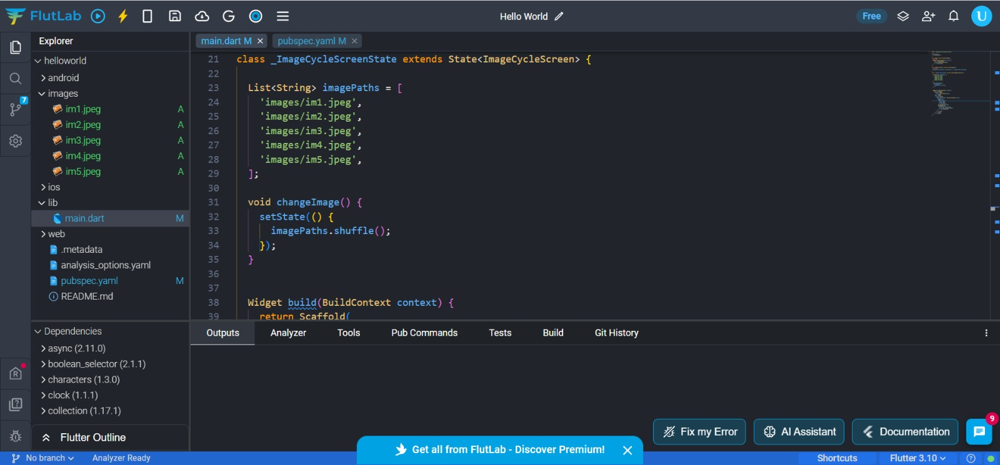 FlutLab
Hello World
Free
U
Explorer
main.dart M
pubspec.yaml M
helloworld
android
images
im1.jpeg A
im2.jpeg A
im3.jpeg A
im4.jpeg A
im5.jpeg A
ios
lib
main.dart M
web
.metadata
analysis_options.yaml
pubspec.yaml M
README.md
7
21 class _ImageCycleScreenState extends State<ImageCycleScreen> {
22
23 List<String> imagePaths = [
24 'images/im1.jpeg',
25 'images/im2.jpeg',
26 'images/im3.jpeg',
27 'images/im4.jpeg',
28 'images/im5.jpeg',
29 ];
30
31 void changeImage() {
32 setState(() {
33 imagePaths.shuffle();
34 });
35 }
36
37
38 Widget build(BuildContext context) {
39 return Scaffold(
Dependencies
async (2.11.0)
boolean_selector (2.1.1)
characters (1.3.0)
clock (1.1.1)
collection (1.17.1)
Flutter Outline
Outputs Analyzer Tools Pub Commands Tests Build Git History
Fix my Error
AI Assistant
Documentation
9
Get all from FlutLab - Discover Premium!
No branch
Analyzer Ready
Shortcuts
Flutter 3.10